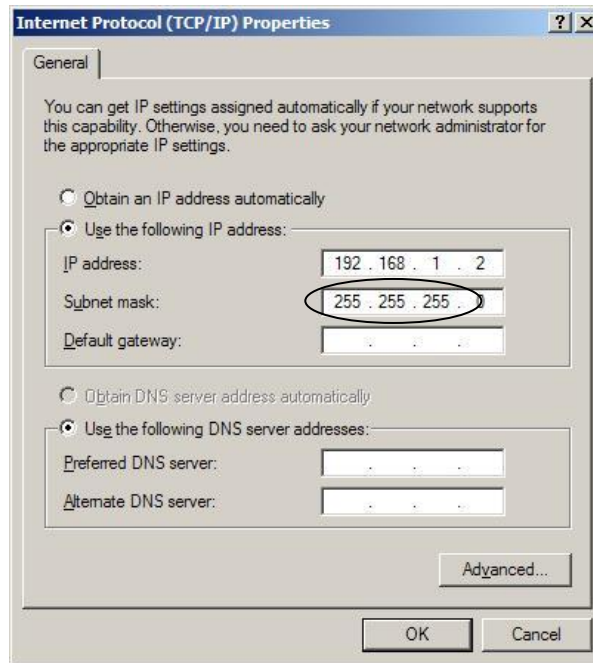 Internet Protocol (TCP/IP) Properties
General
You can get IP settings assigned automatically if your network supports
this capability. Otherwise, you need to ask your network administrator for
the appropriate IP settings.
Obtain an IP address automatically
Use the following IP address:
IP address: 192 . 168 . 1 . 2
Subnet mask: 255 . 255 . 255 . 0
Default gateway: . . .
Obtain DNS server address automatically
Use the following DNS server addresses:
Preferred DNS server: . . .
Alternate DNS server: . . .
Advanced...
OK Cancel